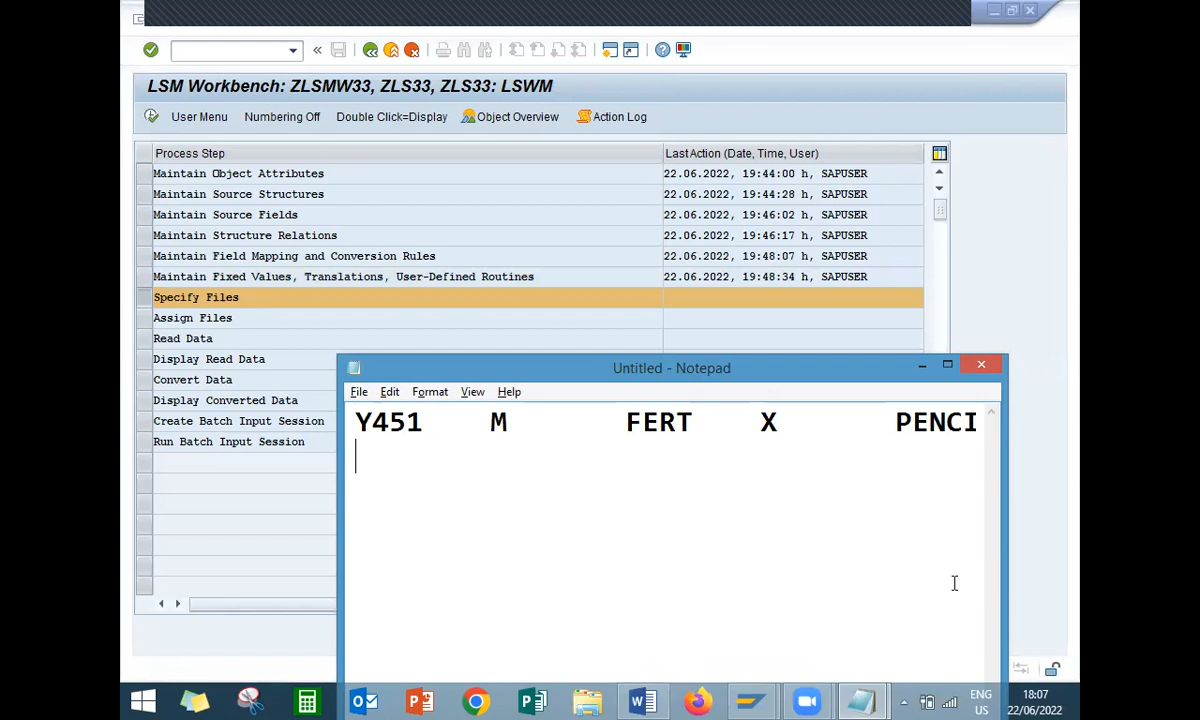 LSM Workbench: ZLSMW33, ZLS33, ZLS33: LSWM
User Menu Numbering Off Double Click=Display Object Overview Action Log
Process Step LastAction (Date, Time, User)
Maintain Object Attributes 22.06.2022, 19:44:00 h, SAPUSER
Maintain Source Structures 22.06.2022, 19:44:28 h, SAPUSER
Maintain Source Fields 22.06.2022, 19:46:02 h, SAPUSER
Maintain Structure Relations 22.06.2022, 19:46:17 h, SAPUSER
Maintain Field Mapping and Conversion Rules 22.06.2022, 19:48:07 h, SAPUSER
Maintain Fixed Values, Translations, User-Defined Routines 22.06.2022, 19:48:34 h, SAPUSER
Specify Files
Assign Files
Read Data
Display Read Data
Convert Data
Display Converted Data
Create Batch Input Session
Run Batch Input Session
Untitled - Notepad
File Edit Format View Help
Y451 M FERT X PENCI
ENG 18:07
US 22/06/2022